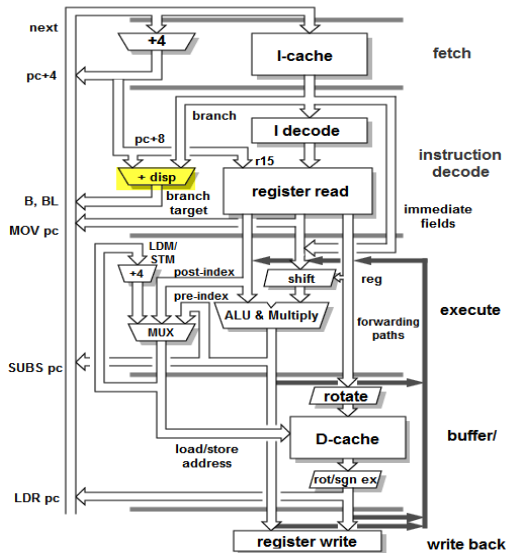 next
+4
I-cache
fetch
pc+4
branch
pc+8
I decode
r15
instruction
decode
+ disp
register read
B, BL
branch
target
immediate
fields
MOV pc
LDM/
STM
post-index
+4
shift
reg
pre-index
ALU & Multiply
execute
forwarding
paths
MUX
SUBS pc
rotate
D-cache
buffer/
load/store
address
rot/sgn ex
LDR pc
register write
write back